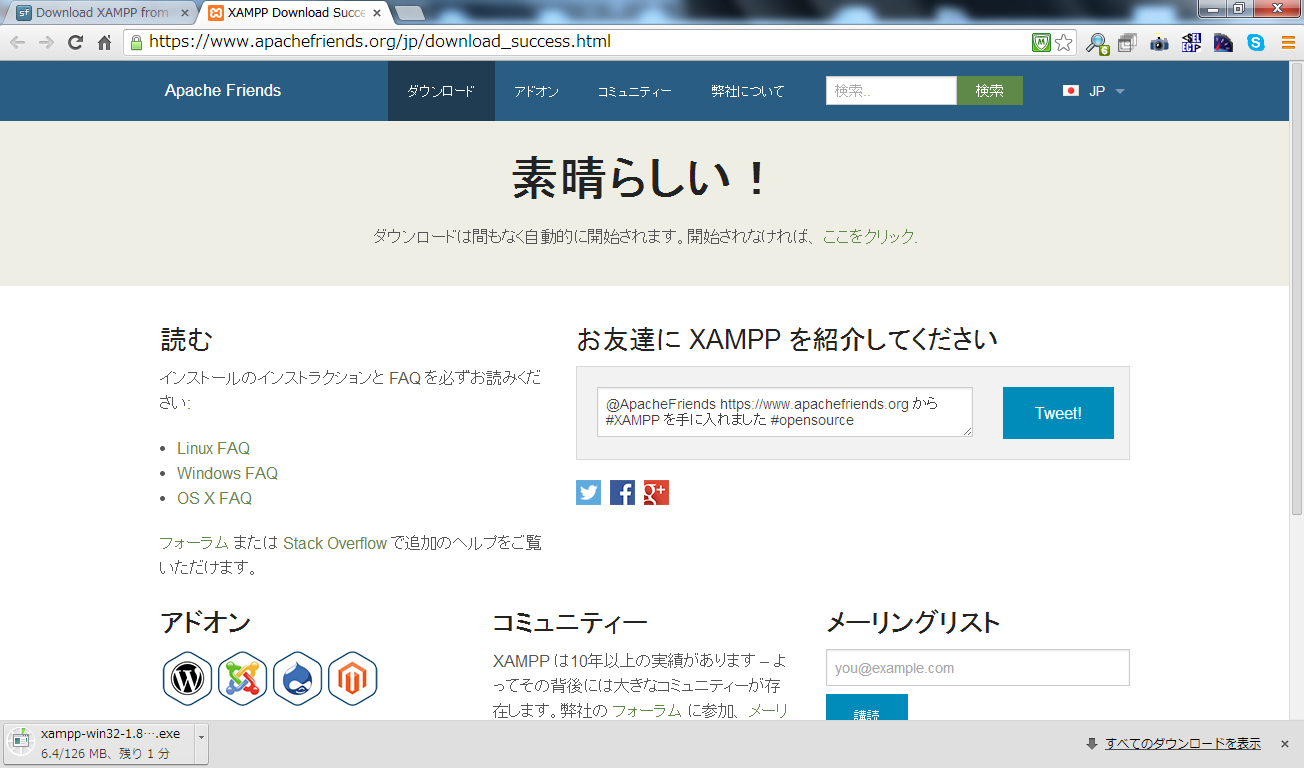 Download XAMPP from
XAMPP Download Succe
https://www.apachefriends.org/jp/download_success.html
6
Apache Friends
ダウンロード
アドオン
コミュニティー
弊社について
検索..
検索
JP
素晴らしい！
ダウンロードは間もなく自動的に開始されます。開始されなければ、ここをクリック.
読む
インストールのインストラクションと FAQ を必ずお読みくだ
さい:
Linux FAQ
Windows FAQ
OS X FAQ
フォーラム または Stack Overflow で追加のヘルプをご覧
いただけます。
お友達に XAMPP を紹介してください
@ApacheFriends https://www.apachefriends.org から
#XAMPP を手に入れました #opensource
Tweet!
アドオン
コミュニティー
XAMPP は10年以上の実績があります – よ
ってその背後には大きなコミュニティーが存
在します。弊社の フォーラム に参加、メーリ
メーリングリスト
you@example.com
購読
xampp-win32-1.8….exe
6.4/126 MB、残り 1 分
すべてのダウンロードを表示